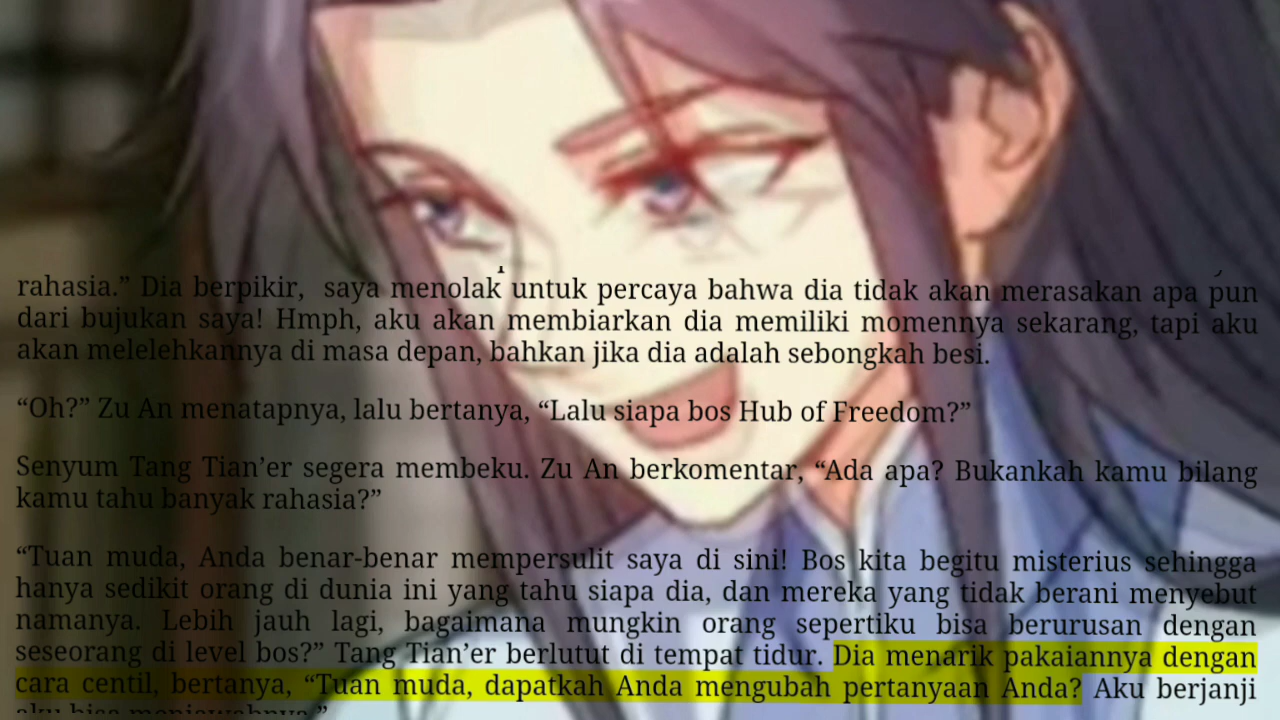 rahasia.” Dia berpikir, saya menolak untuk percaya bahwa dia tidak akan merasakan apa pun
dari bujukan saya! Hmph, aku akan membiarkan dia memiliki momennya sekarang, tapi aku
akan melelehkannya di masa depan, bahkan jika dia adalah sebongkah besi.
“Oh?” Zu An menatapnya, lalu bertanya, “Lalu siapa bos Hub of Freedom?”
Senyum Tang Tian’er segera membeku. Zu An berkomentar, “Ada apa? Bukankah kamu bilang
kamu tahu banyak rahasia?”
“Tuan muda, Anda benar-benar mempersulit saya di sini! Bos kita begitu misterius sehingga
hanya sedikit orang di dunia ini yang tahu siapa dia, dan mereka yang tidak berani menyebut
namanya. Lebih jauh lagi, bagaimana mungkin orang sepertiku bisa berurusan dengan
seseorang di level bos?” Tang Tian’er berlutut di tempat tidur. Dia menarik pakaiannya dengan
cara centil, bertanya, “Tuan muda, dapatkah Anda mengubah pertanyaan Anda? Aku berjanji
aku bisa menjawabnya.”